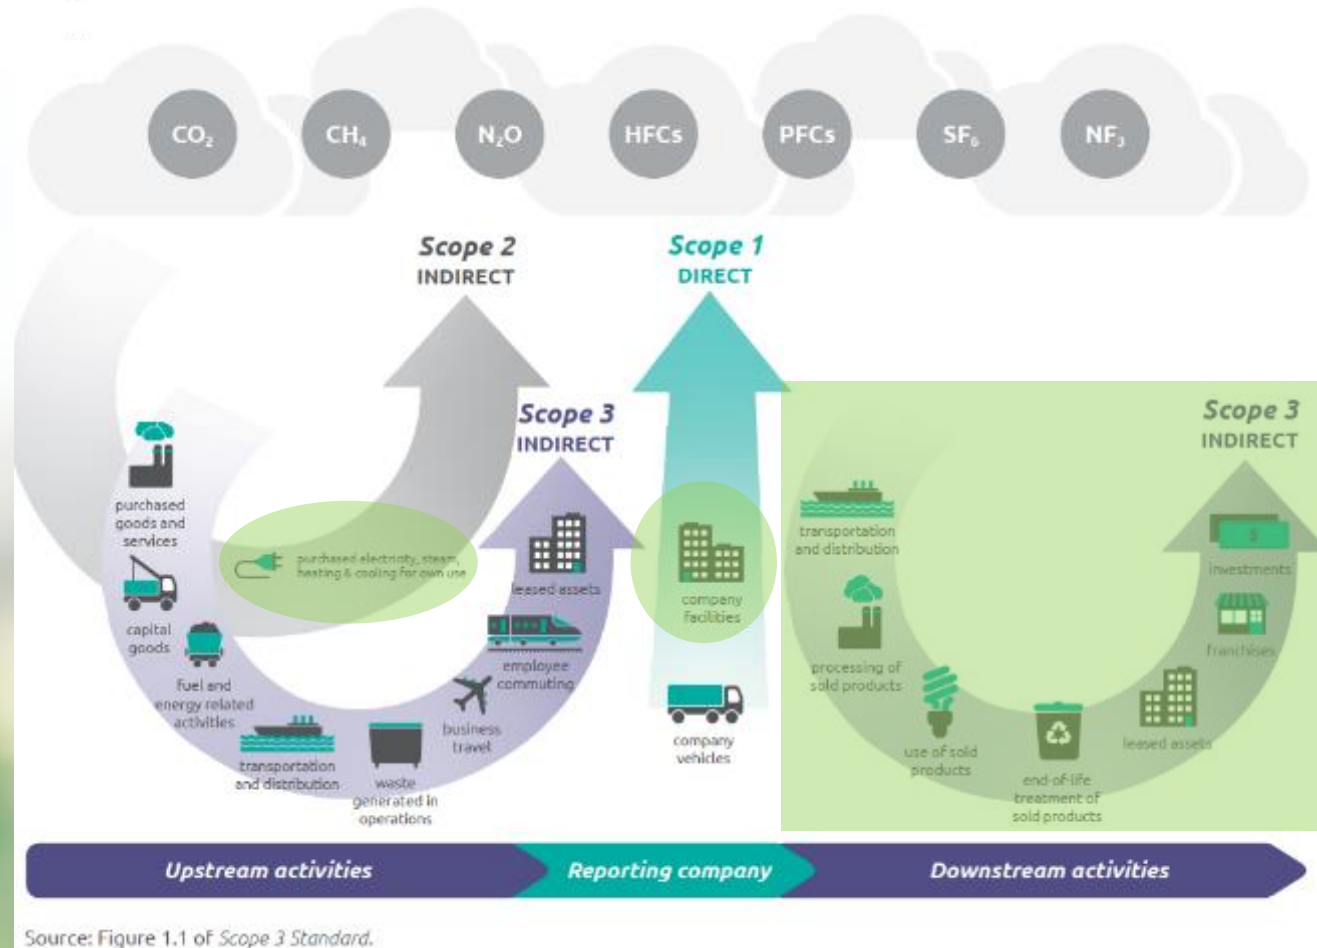 CO₂
CH₄
N₂O
HFCs
PFCs
SF₆
NF₃
Scope 2
INDIRECT
Scope 1
DIRECT
Scope 3
INDIRECT
Scope 3
INDIRECT
purchased
goods and
services
capital
goods
fuel and
energy related
activities
transportation
and distribution
waste
generated in
operations
business
travel
employee
commuting
leased assets
purchased electricity, steam,
heating & cooling for own use
company
facilities
company
vehicles
transportation
and distribution
processing of
sold products
use of sold
products
end-of-life
treatment of
sold products
leased assets
franchises
$
investments
Upstream activities
Reporting company
Downstream activities
Source: Figure 1.1 of Scope 3 Standard.